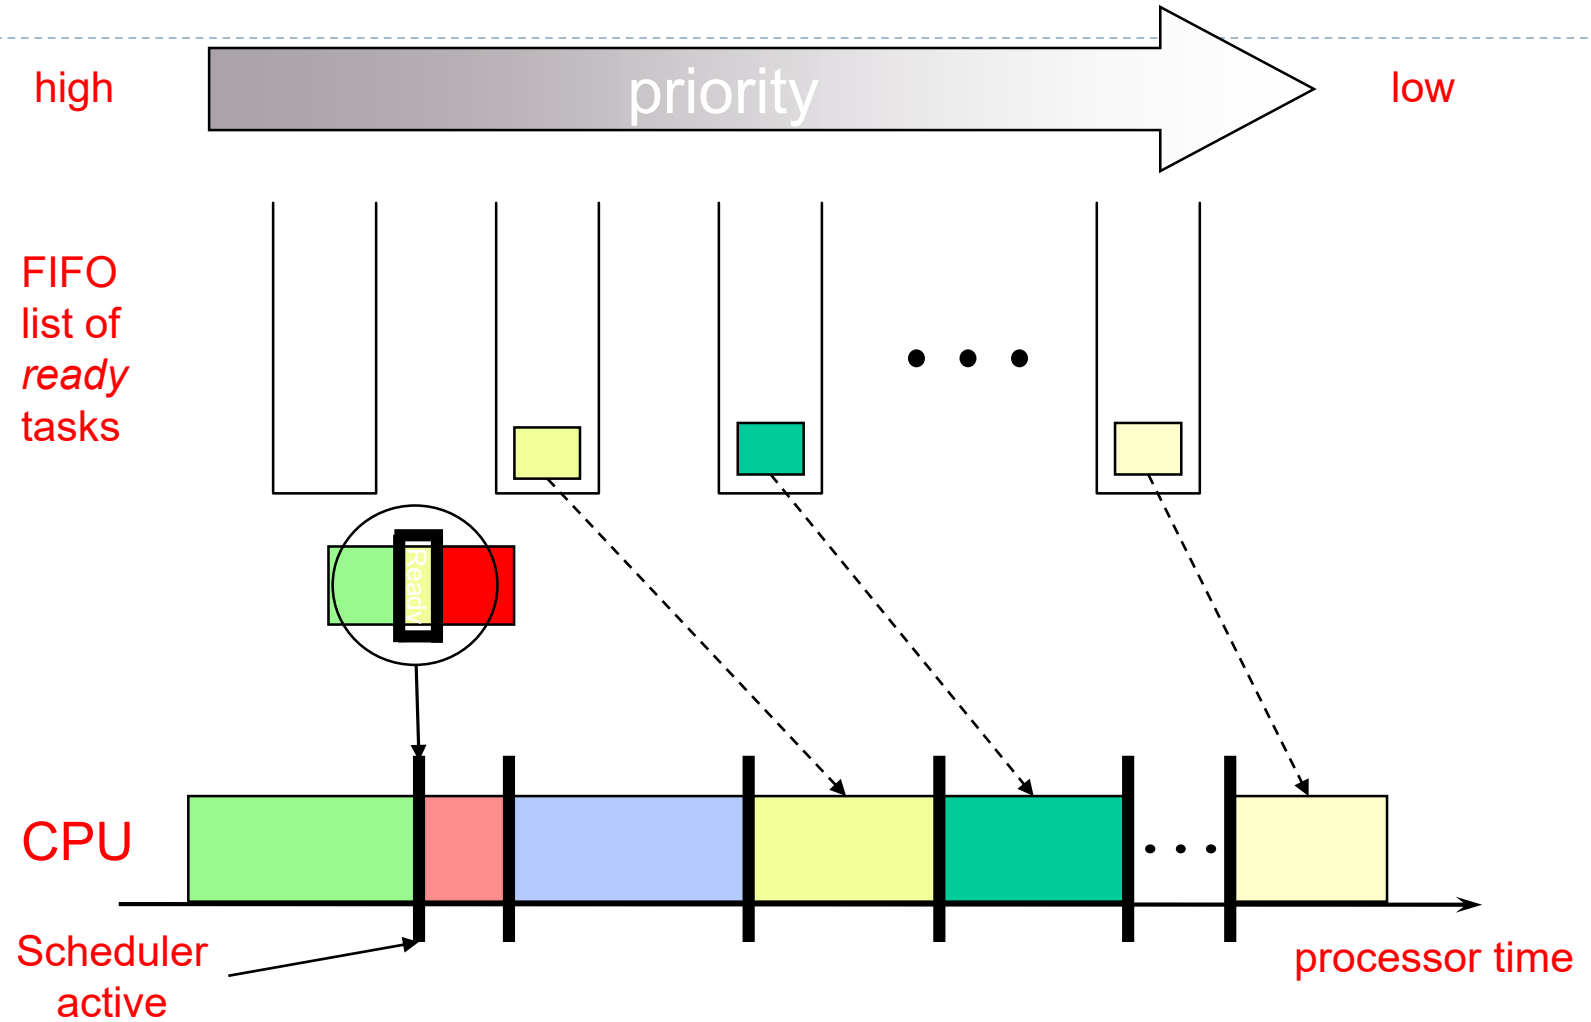 high
priority
low
FIFO
list of
ready
tasks
Ready
CPU
Scheduler
active
processor time